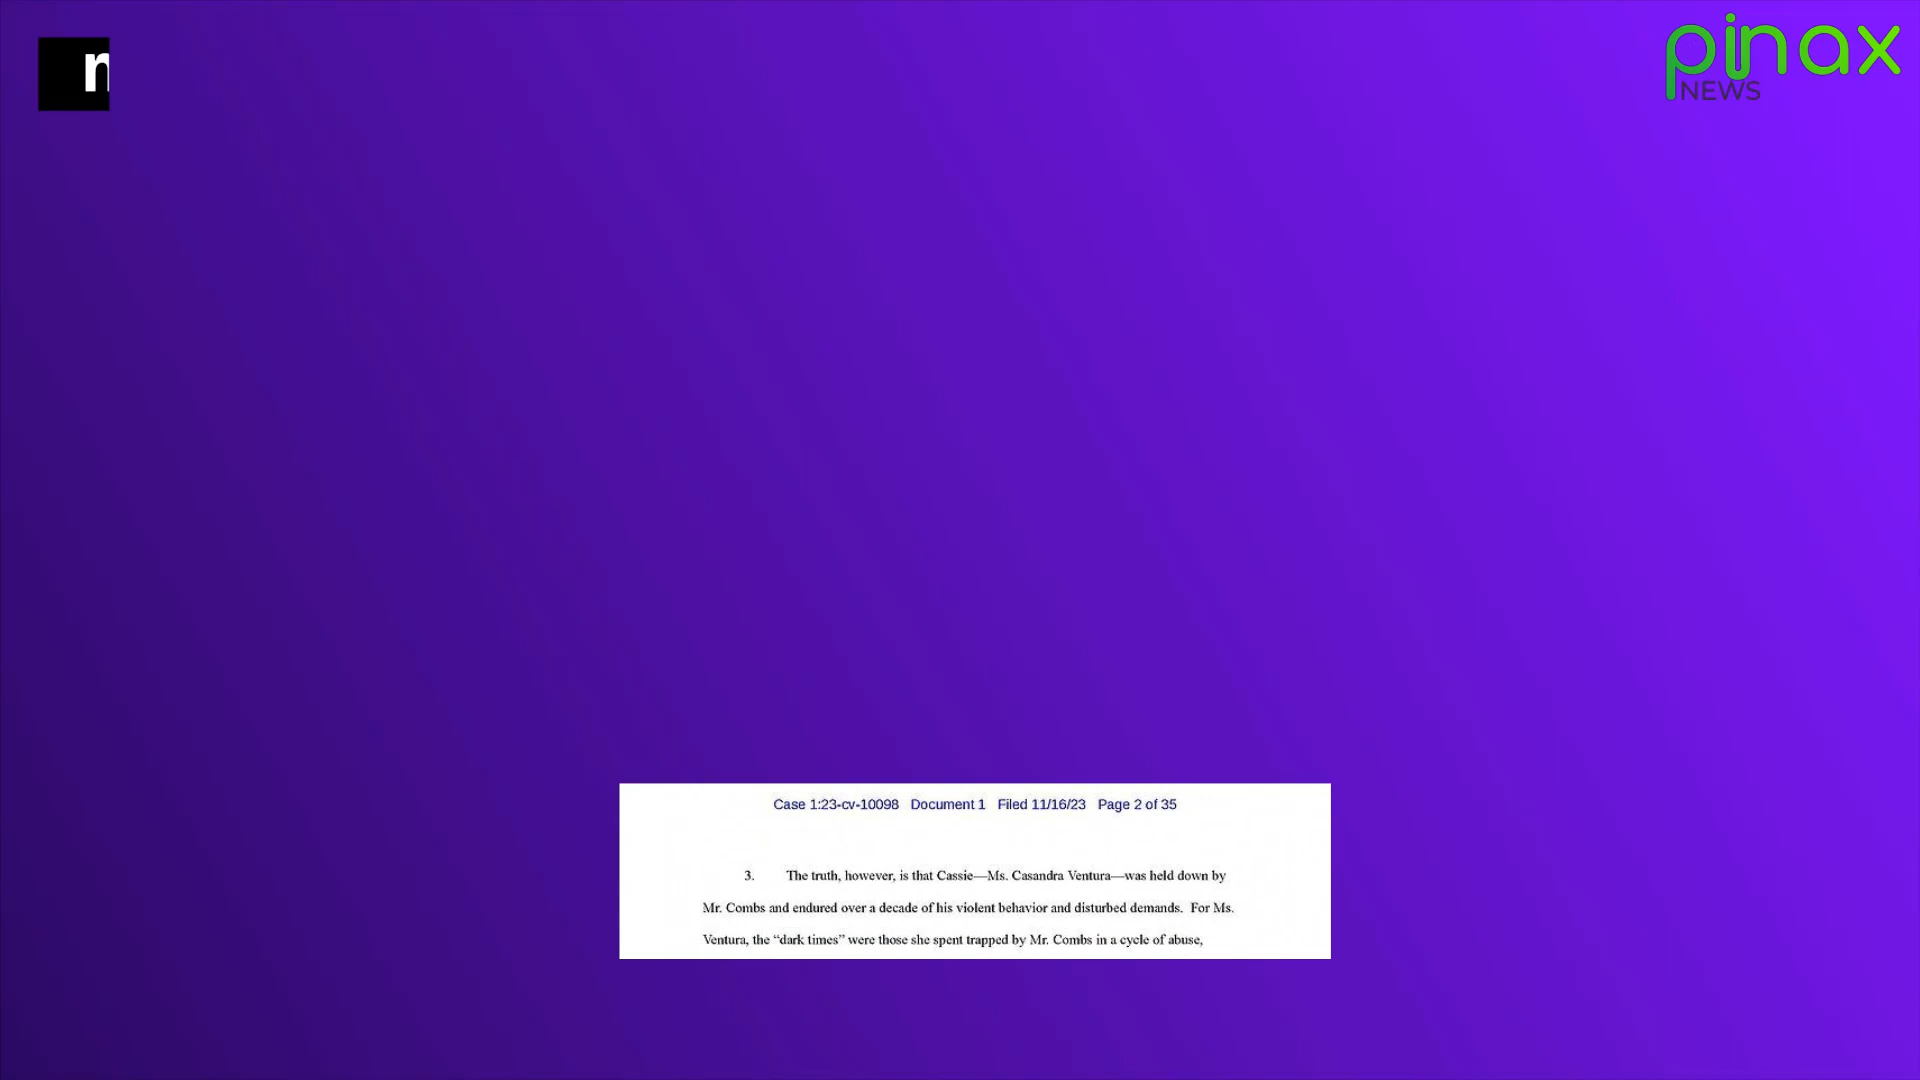 n
pinax
NEWS
Case 1:23-cv-10098 Document 1 Filed 11/16/23 Page 2 of 35
3. The truth, however, is that Cassie—Ms. Casandra Ventura—was held down by
Mr. Combs and endured over a decade of his violent behavior and disturbed demands. For Ms.
Ventura, the “dark times” were those she spent trapped by Mr. Combs in a cycle of abuse,